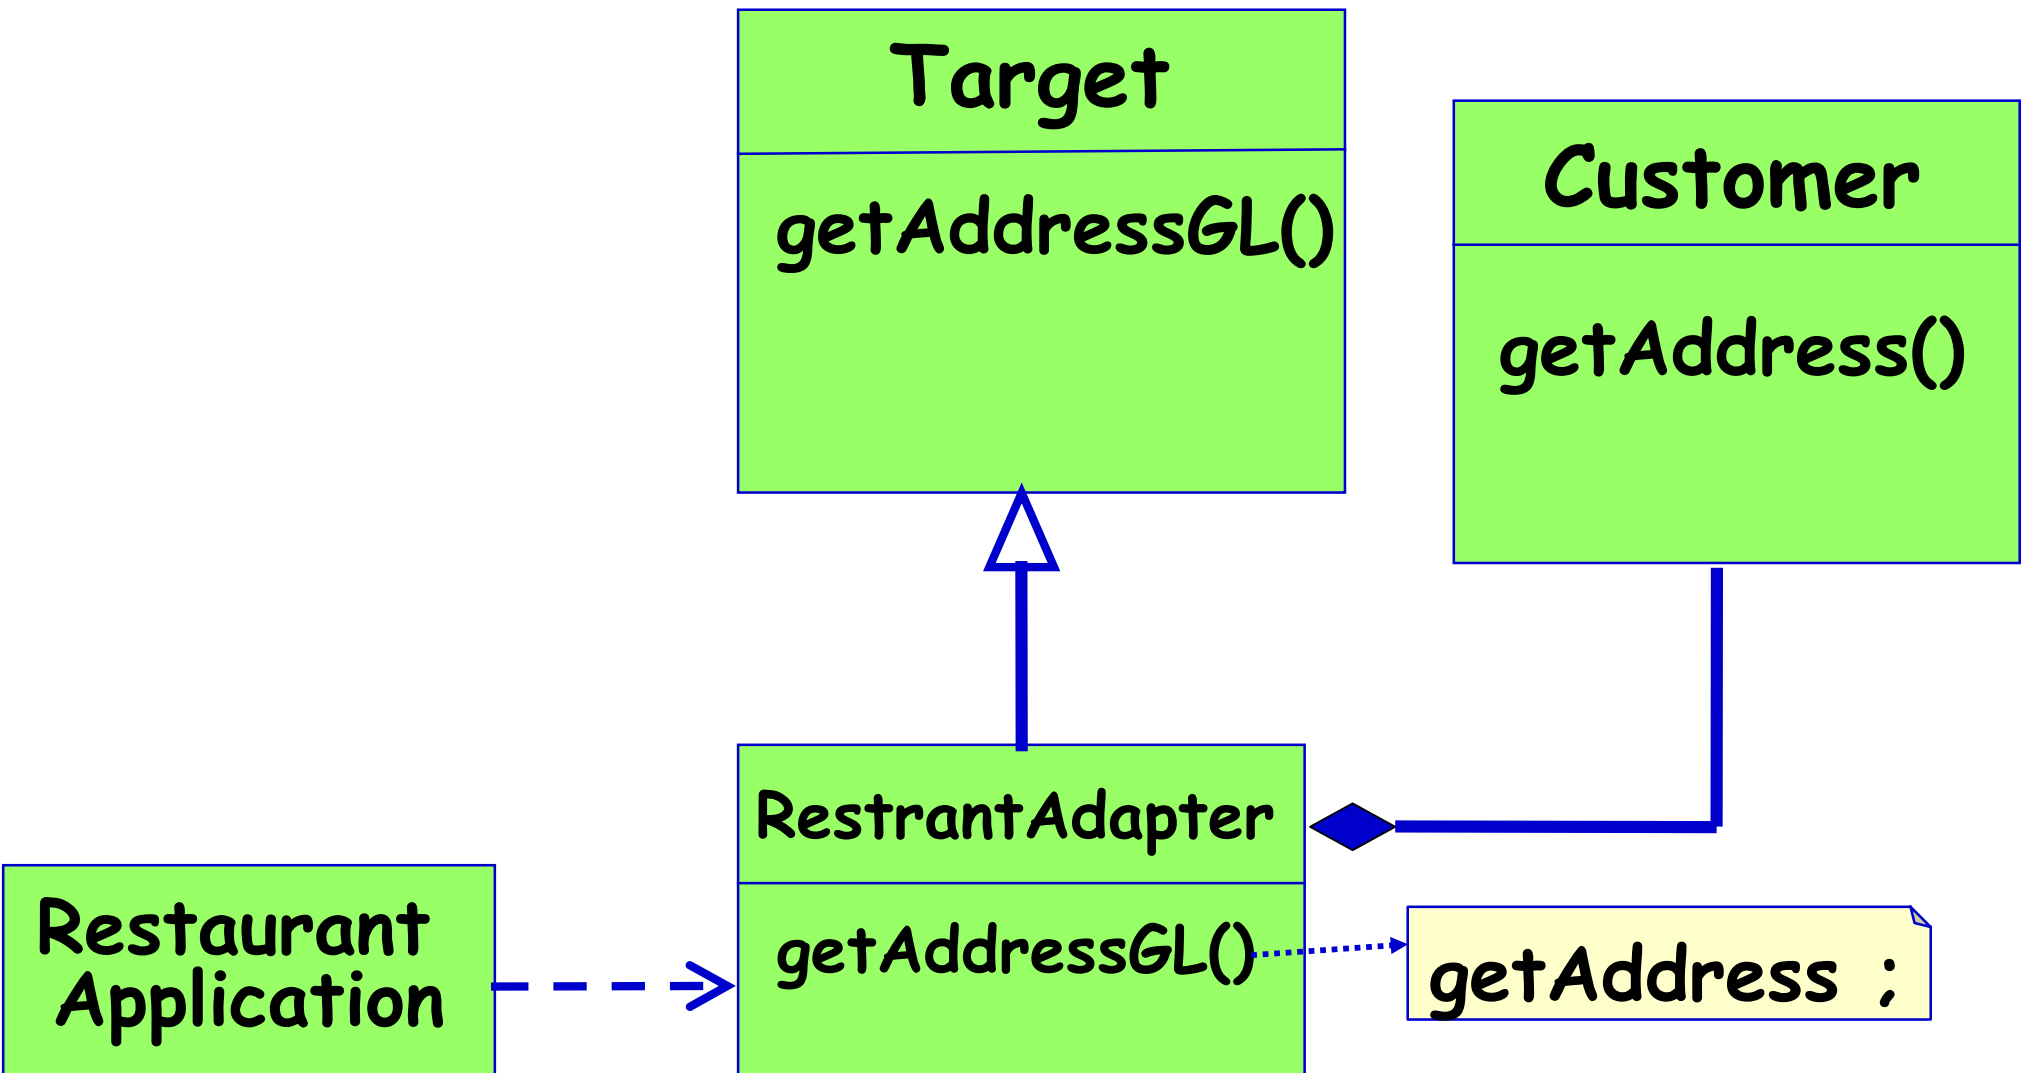 Target
getAddressGL()
Customer
getAddress()
RestrantAdapter
getAddressGL()
Restaurant
Application
getAddress ;